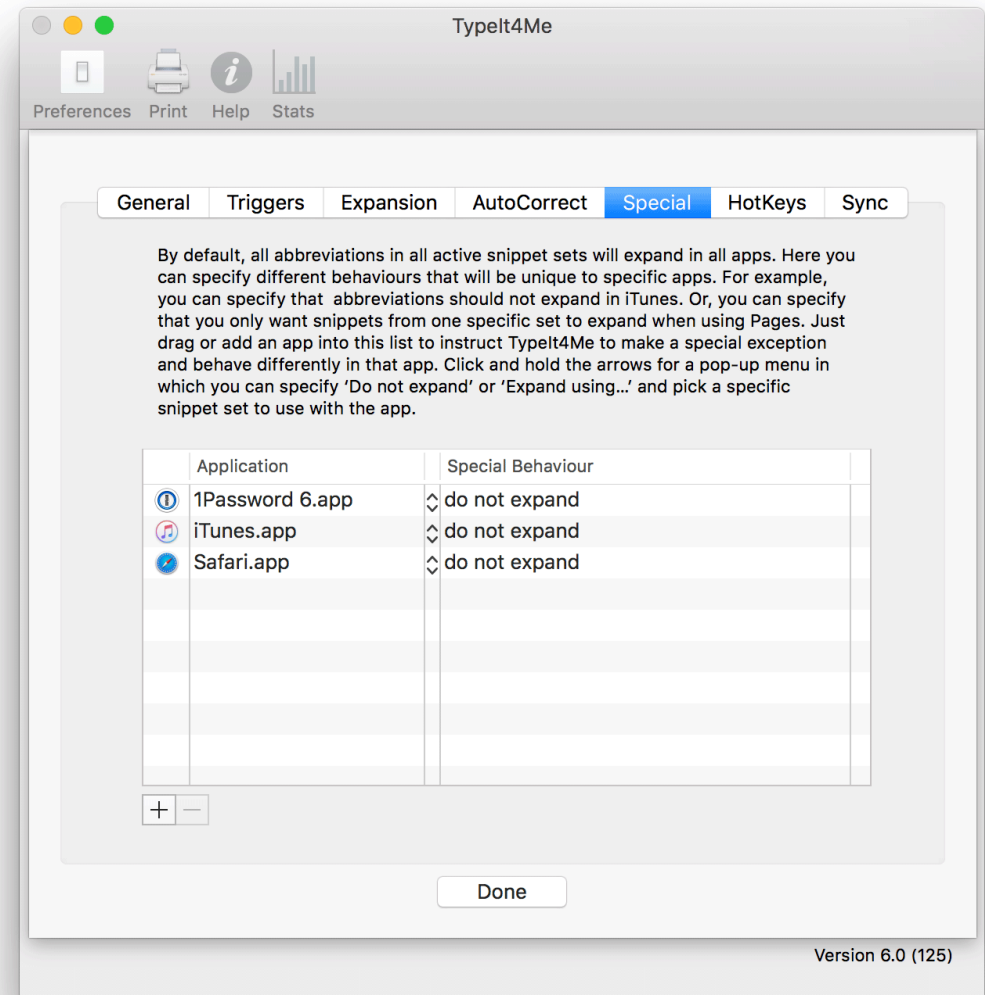 TypeIt4Me
Preferences Print Help Stats
General Triggers Expansion AutoCorrect Special HotKeys Sync
By default, all abbreviations in all active snippet sets will expand in all apps. Here you
can specify different behaviours that will be unique to specific apps. For example,
you can specify that  abbreviations should not expand in iTunes. Or, you can specify
that you only want snippets from one specific set to expand when using Pages. Just
drag or add an app into this list to instruct TypeIt4Me to make a special exception
and behave differently in that app. Click and hold the arrows for a pop-up menu in
which you can specify ‘Do not expand’ or ‘Expand using...’ and pick a specific
snippet set to use with the app.
Application Special Behaviour
1Password 6.app do not expand
iTunes.app do not expand
Safari.app do not expand
Done
Version 6.0 (125)